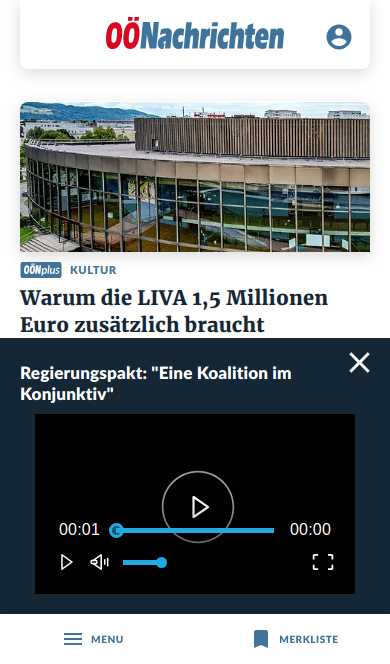 OÖNachrichten
OÖNplus KULTUR
Warum die LIVA 1,5 Millionen
Euro zusätzlich braucht
Regierungspakt: "Eine Koalition im
Konjunktiv"
00:01 00:00
MENU MERKLISTE